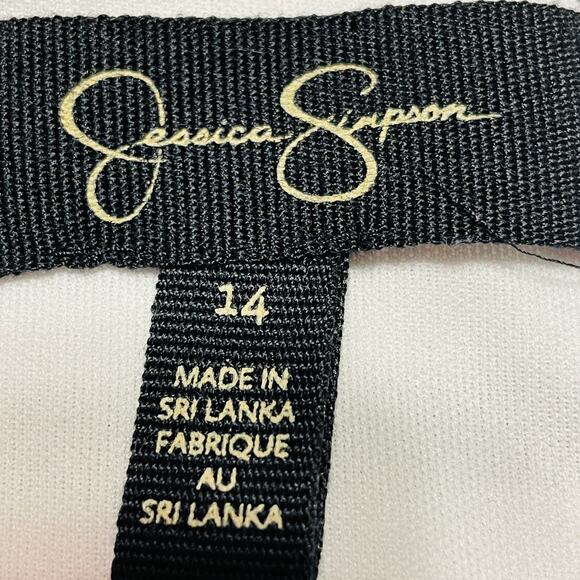 Jessica Simpson
14
MADE IN
SRI LANKA
FABRIQUE
AU
SRI LANKA